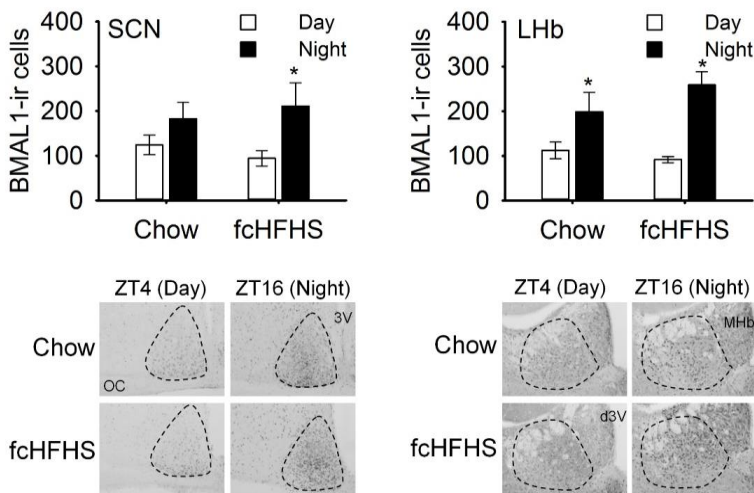 SCN
Day
Night
BMAL1-ir cells
400
300
200
100
0
*
Chow fcHFHS
LHb
Day
Night
BMAL1-ir cells
400
300
200
100
0
*
*
Chow fcHFHS
ZT4 (Day) ZT16 (Night)
Chow
OC
3V
fcHFHS
ZT4 (Day) ZT16 (Night)
Chow
MHb
fcHFHS
d3V